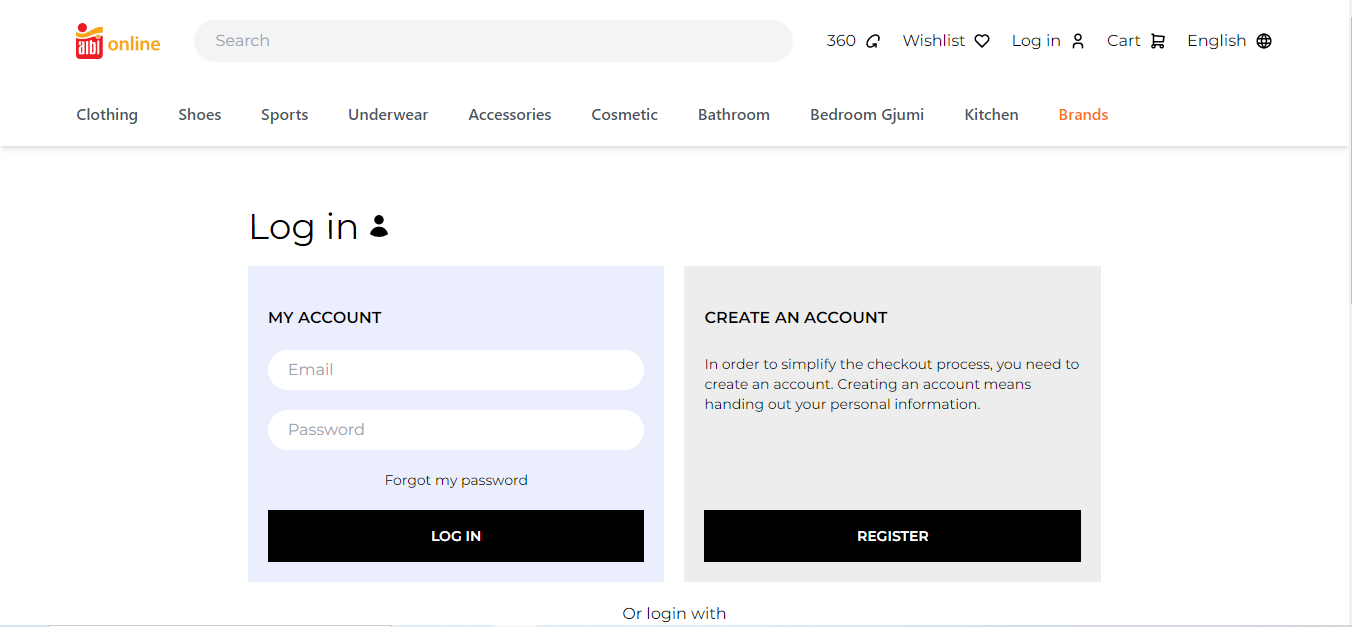 albi online
Search
360
Wishlist
Log in
Cart
English
Clothing
Shoes
Sports
Underwear
Accessories
Cosmetic
Bathroom
Bedroom Gjumi
Kitchen
Brands
Log in
MY ACCOUNT
Email
Password
Forgot my password
LOG IN
CREATE AN ACCOUNT
In order to simplify the checkout process, you need to
create an account. Creating an account means
handing out your personal information.
REGISTER
Or login with